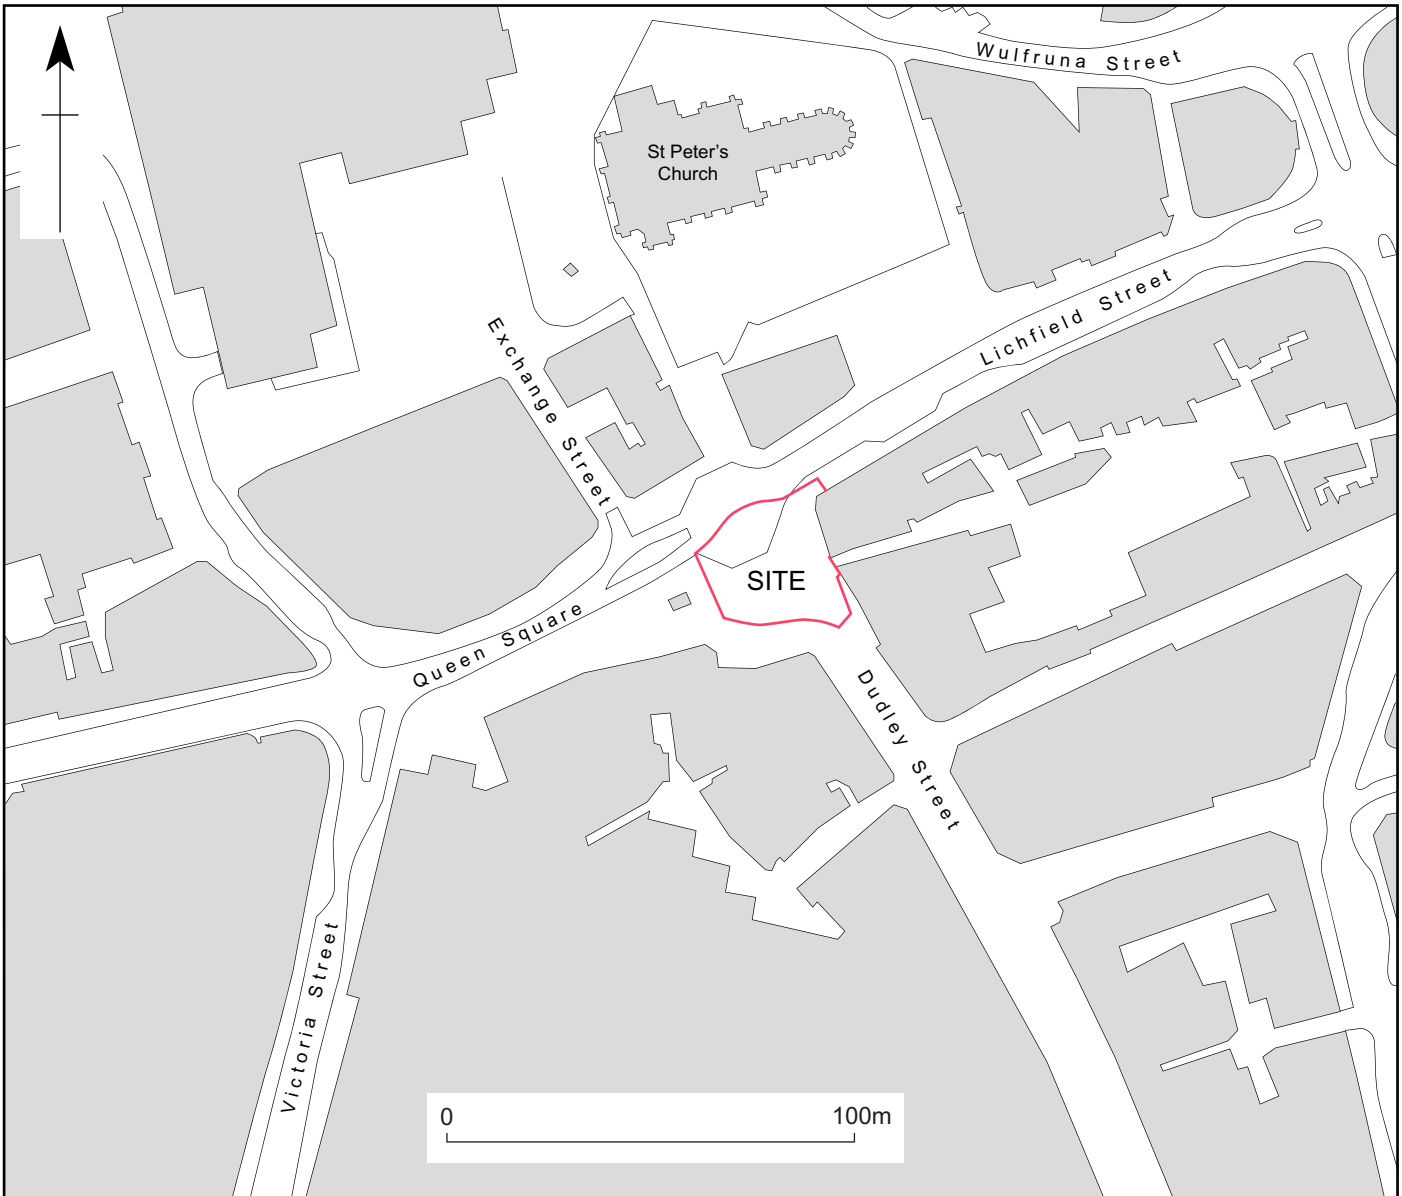 Wulfruna Street
St Peter’s
Church
Lichfield Street
Exchange Street
SITE
Queen Square
Dudley Street
Victoria Street
0 100m